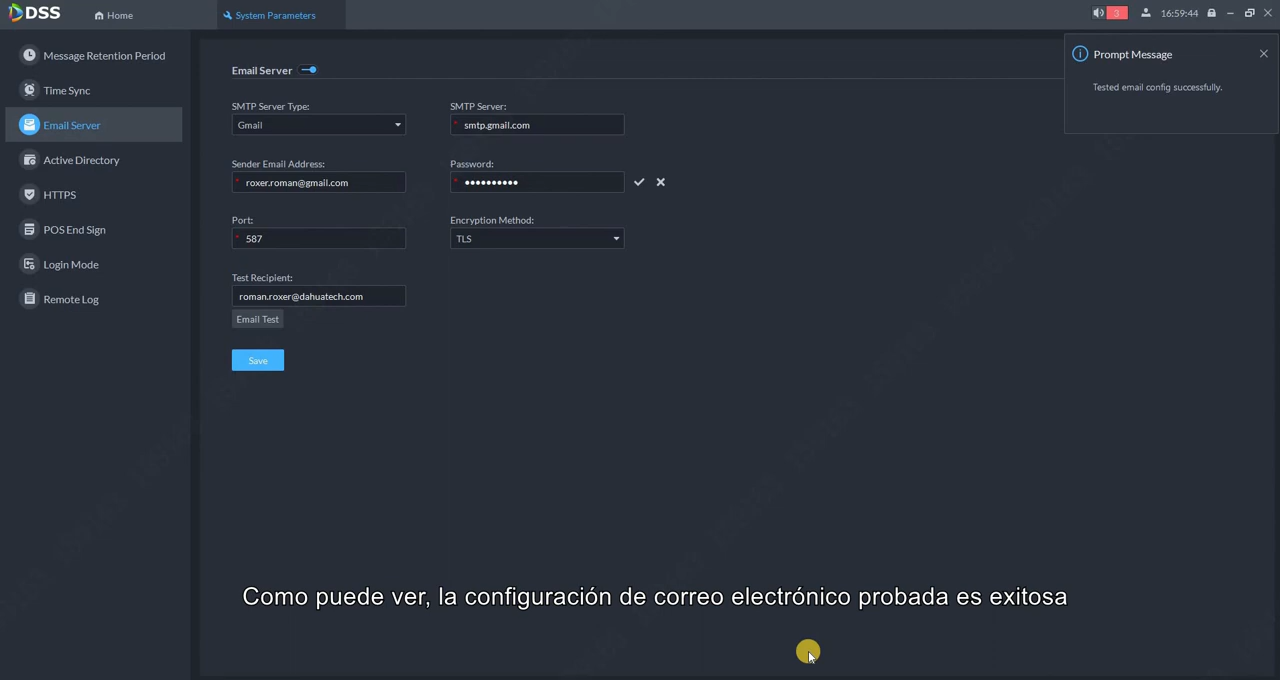 DSS
Home
System Parameters
3
16:59:44
Message Retention Period
Time Sync
Email Server
Active Directory
HTTPS
POS End Sign
Login Mode
Remote Log
Email Server
SMTP Server Type:
SMTP Server:
Gmail
* smtp.gmail.com
Sender Email Address:
Password:
* roxer.roman@gmail.com
* ••••••••••
Port:
Encryption Method:
* 587
TLS
Test Recipient:
roman.roxer@dahuatech.com
Email Test
Save
Prompt Message
Tested email config successfully.
Como puede ver, la configuración de correo electrónico probada es exitosa